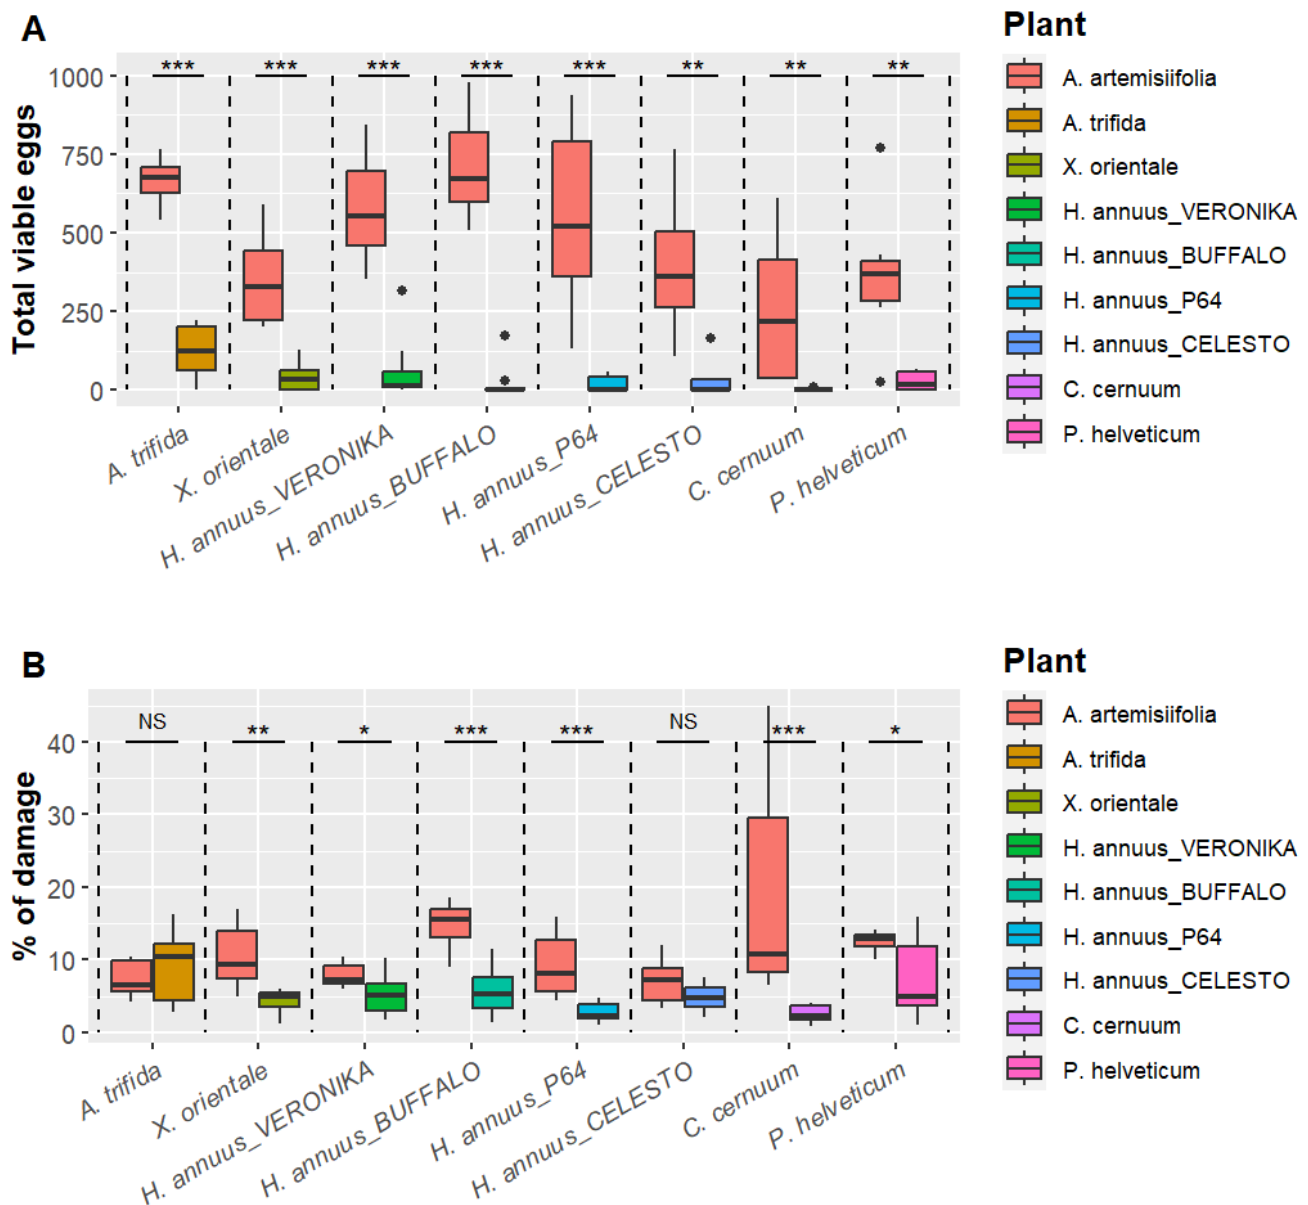 A
Total viable eggs
1000
750
500
250
0
***
***
***
***
***
**
**
**
A. trifida
X. orientale
H. annuus_VERONIKA
H. annuus_BUFFALO
H. annuus_P64
H. annuus_CELESTO
C. cernuum
P. helveticum
Plant
A. artemisiifolia
A. trifida
X. orientale
H. annuus_VERONIKA
H. annuus_BUFFALO
H. annuus_P64
H. annuus_CELESTO
C. cernuum
P. helveticum
B
% of damage
40
30
20
10
0
NS
**
*
***
***
NS
***
*
A. trifida
X. orientale
H. annuus_VERONIKA
H. annuus_BUFFALO
H. annuus_P64
H. annuus_CELESTO
C. cernuum
P. helveticum
Plant
A. artemisiifolia
A. trifida
X. orientale
H. annuus_VERONIKA
H. annuus_BUFFALO
H. annuus_P64
H. annuus_CELESTO
C. cernuum
P. helveticum